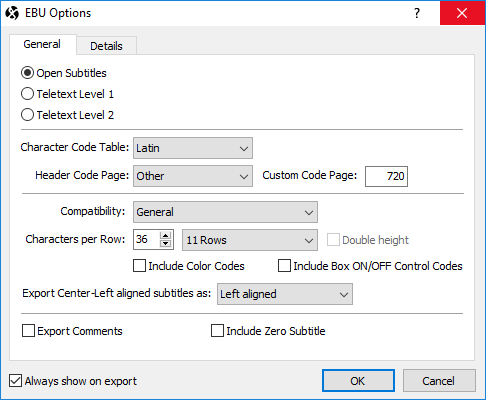 EBU Options
General Details
Open Subtitles
Teletext Level 1
Teletext Level 2
Character Code Table: Latin
Header Code Page: Other Custom Code Page: 720
Compatibility: General
Characters per Row: 36 11 Rows Double height
Include Color Codes Include Box ON/OFF Control Codes
Export Center-Left aligned subtitles as: Left aligned
Export Comments Include Zero Subtitle
Always show on export OK Cancel